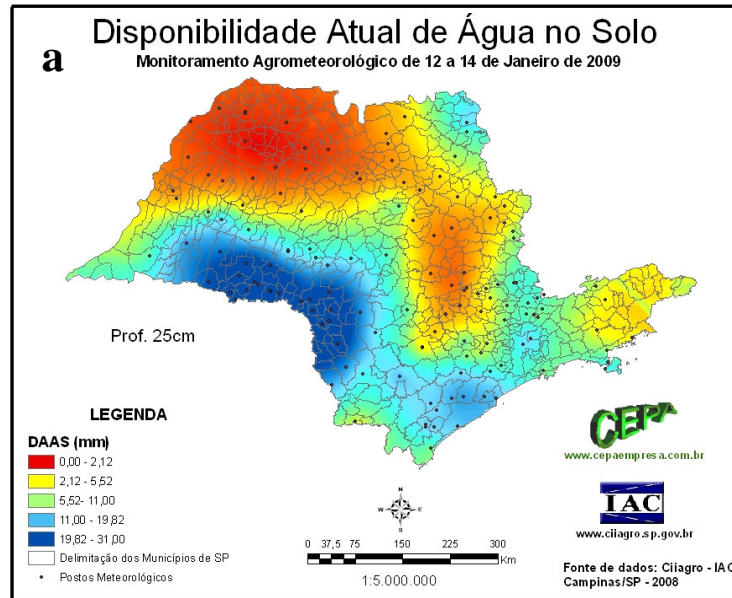 Disponibilidade Atual de Água no Solo
a
Monitoramento Agrometeorológico de 12 a 14 de Janeiro de 2009
Prof. 25cm
LEGENDA
DAAS (mm)
0,00 - 2,12
2,12 - 5,52
5,52- 11,00
11,00 - 19,82
19,82 - 31,00
Delimitação dos Municípios de SP
Postos Meteorológicos
N
W E
S
0 37,5 75 150 225 300
Km
1:5.000.000
CEPA
www.cepaempresa.com.br
IAC
www.ciiagro.sp.gov.br
Fonte de dados: Ciiagro - IAC
Campinas/SP - 2008